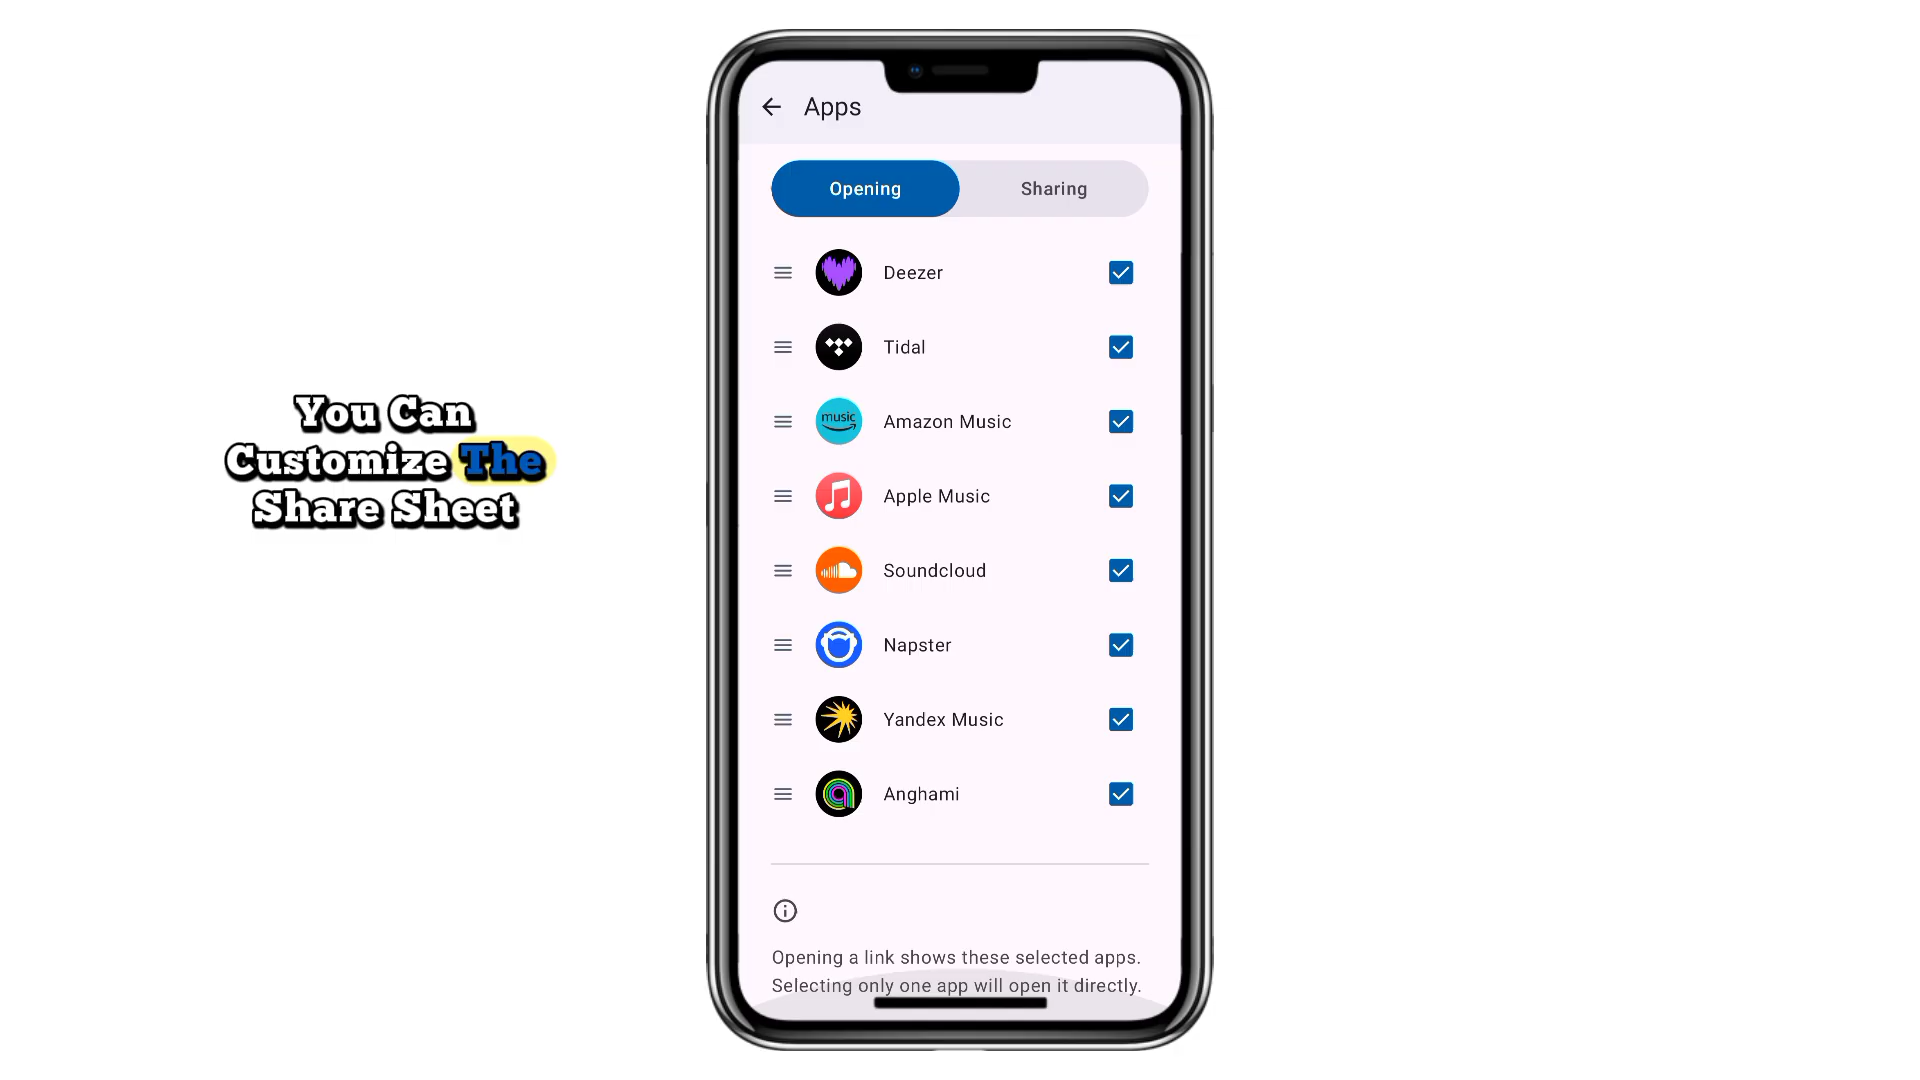 You Can
Customize The
Share Sheet
Apps
Opening
Sharing
Deezer
Tidal
music
Amazon Music
Apple Music
Soundcloud
Napster
Yandex Music
Anghami
Opening a link shows these selected apps.
Selecting only one app will open it directly.